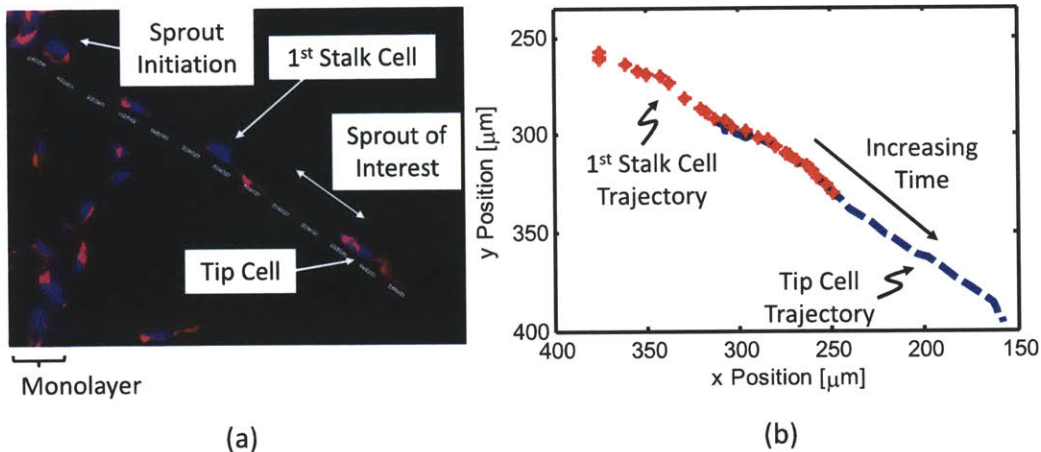 Sprout
Initiation
1st Stalk Cell
Sprout of
Interest
Tip Cell
Monolayer
(a)
250
300
350
400
y Position [μm]
1st Stalk Cell
Trajectory
Increasing
Time
Tip Cell
Trajectory
400
350
300
250
200
150
x Position [μm]
(b)